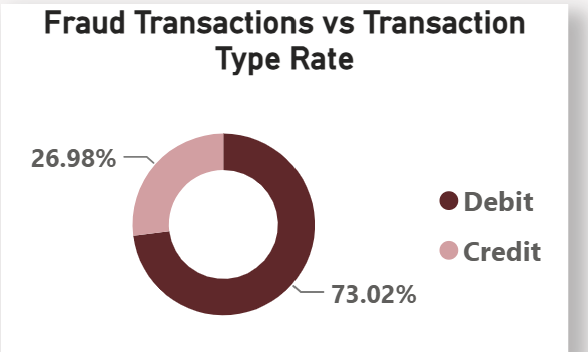 Fraud Transactions vs Transaction
Type Rate
26.98%
Debit
Credit
73.02%